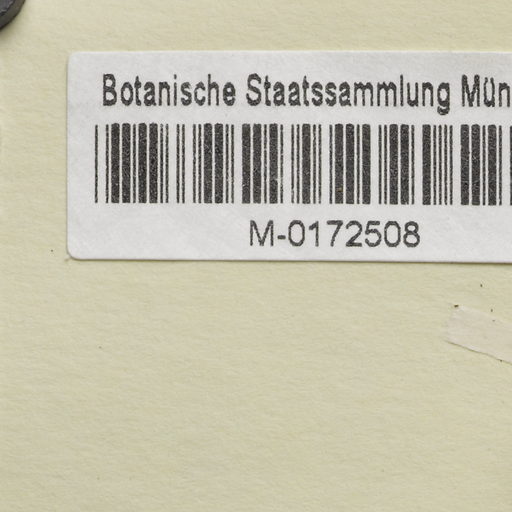 Botanische Staatssammlung Mün
M-0172508